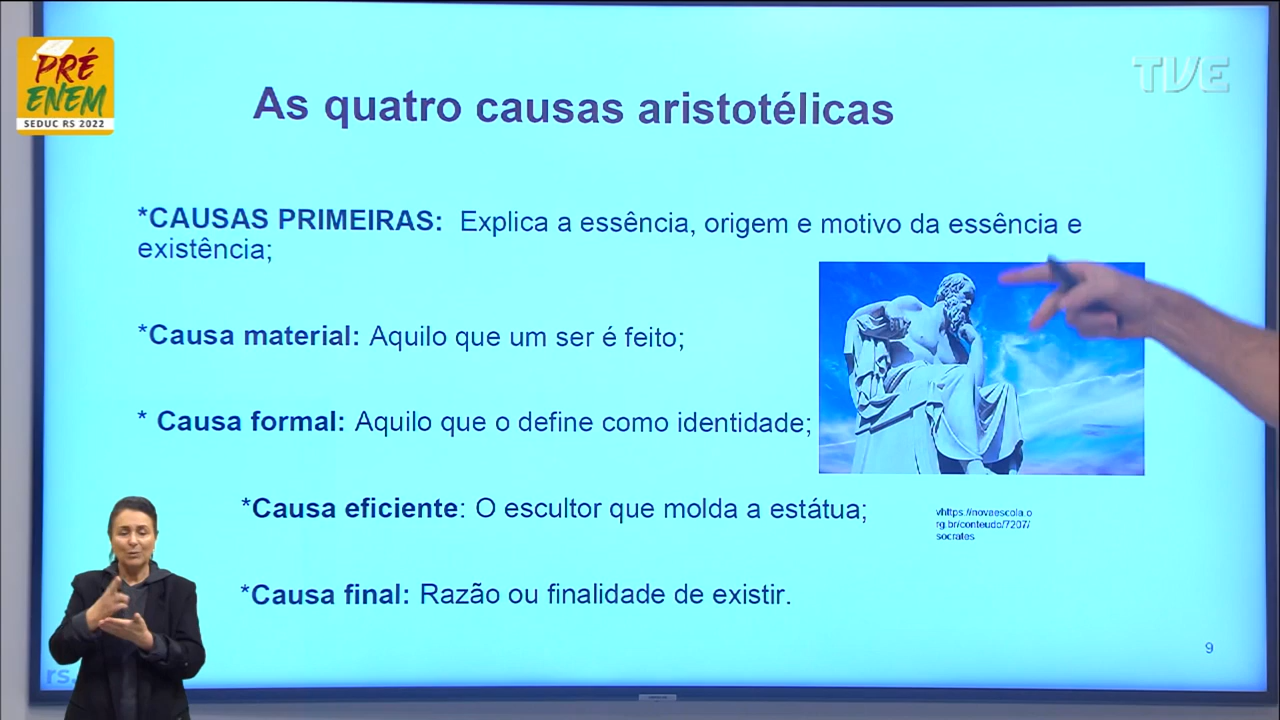 PRÉ
ENEM
SEDUC RS 2022
TVE
As quatro causas aristotélicas
*CAUSAS PRIMEIRAS: Explica a essência, origem e motivo da essência e
existência;
*Causa material: Aquilo que um ser é feito;
* Causa formal: Aquilo que o define como identidade;
*Causa eficiente: O escultor que molda a estátua;
vhttps://novaescola.o
rg.br/conteudo/7207/
socrates
*Causa final: Razão ou finalidade de existir.
9
rs.